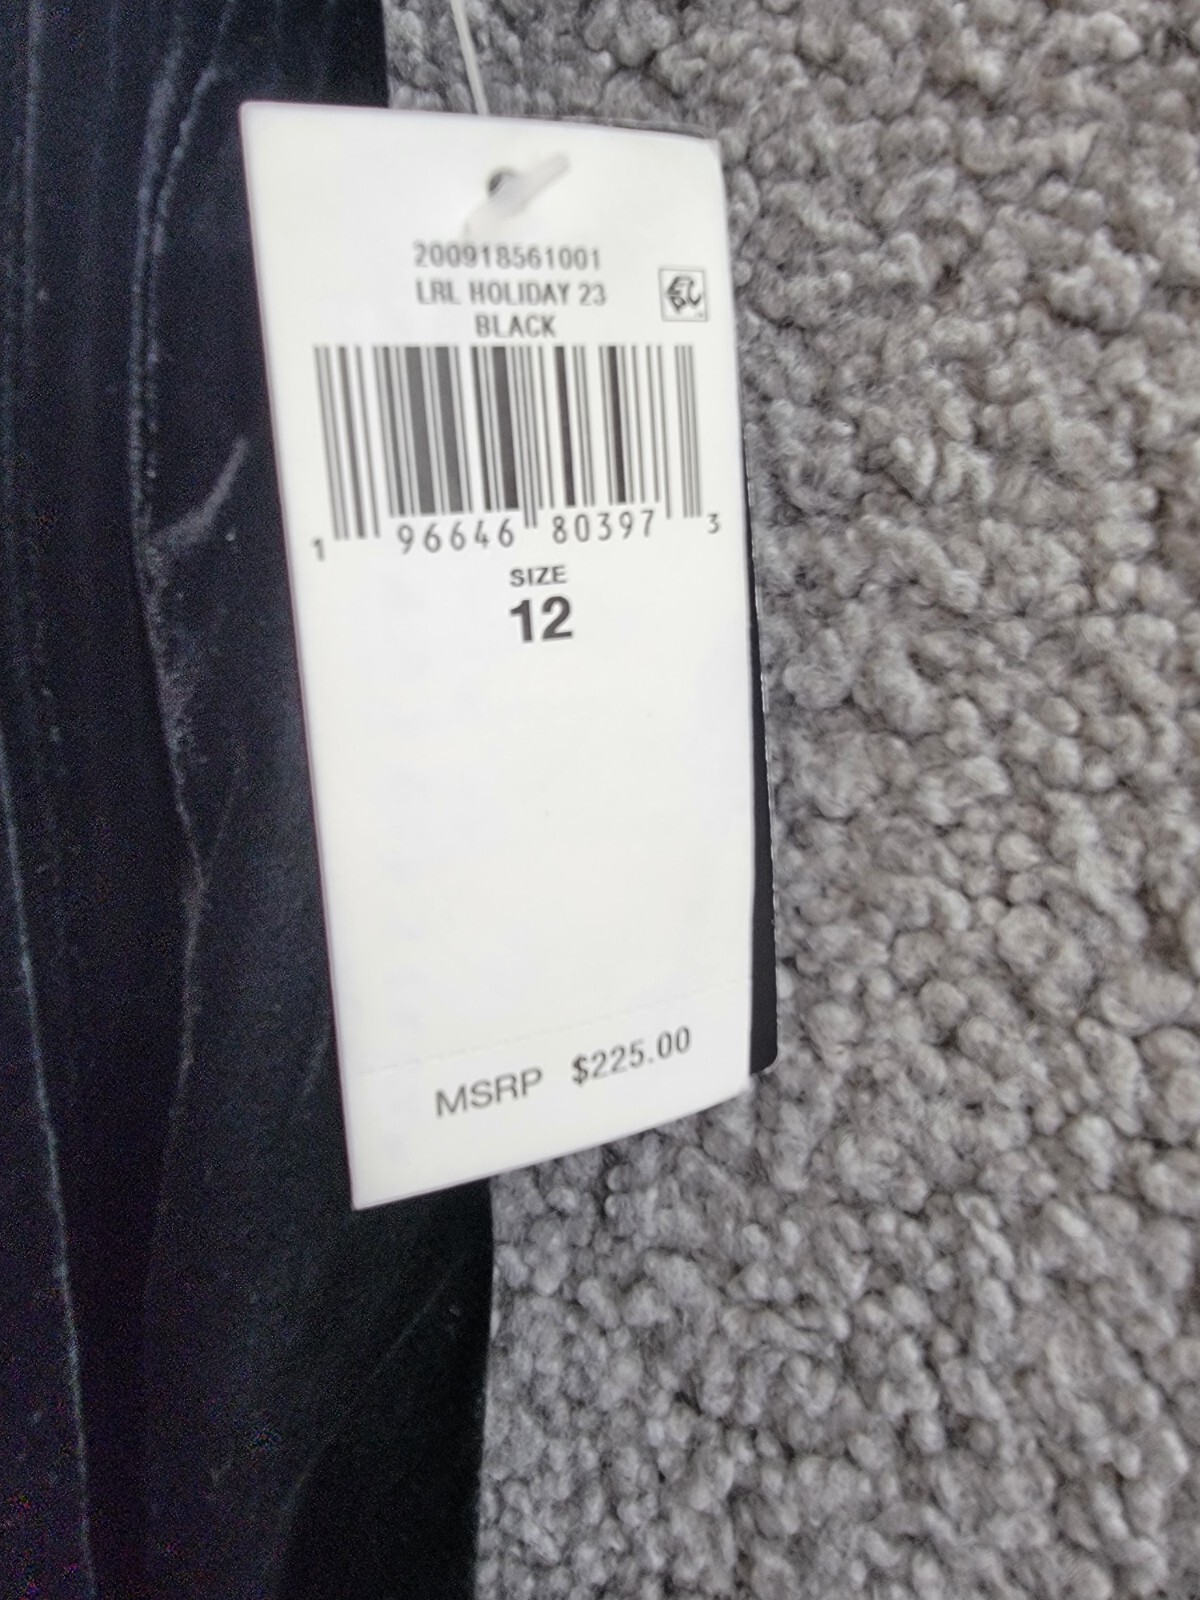 200918561001
LRL HOLIDAY 23
BLACK
1 96646 80397 3
SIZE
12
MSRP $225.00